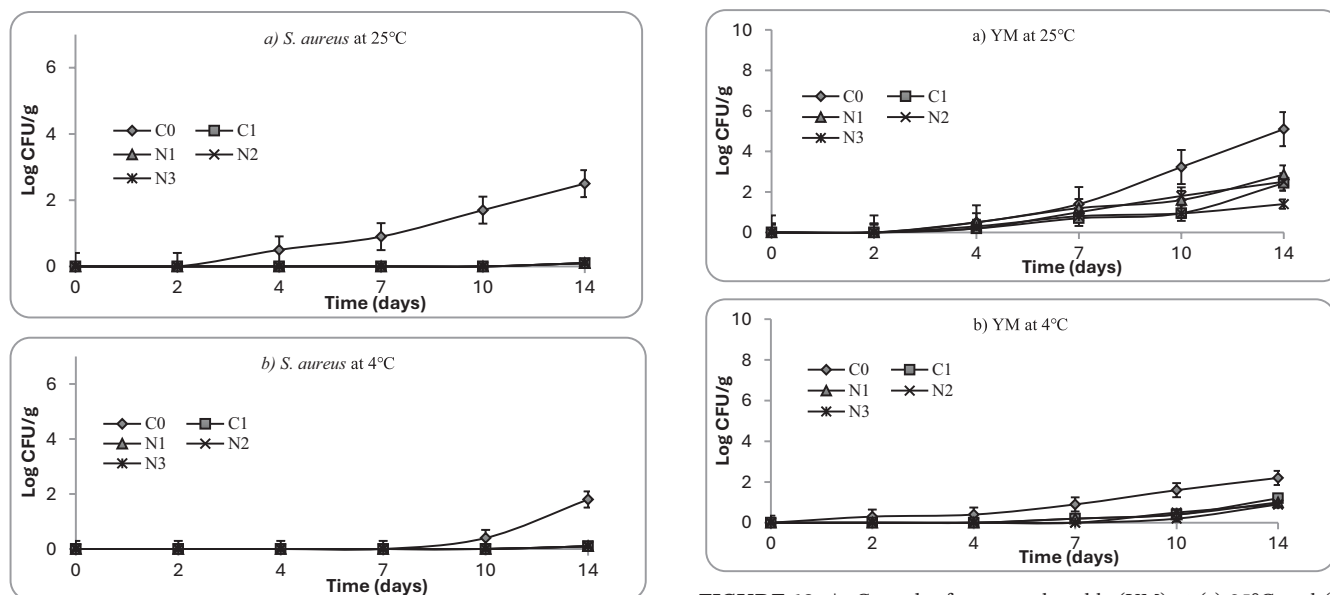 a) S. aureus at 25°C
6
4
2
0
Log CFU/g
C0 C1
N1 N2
N3
0 2 4 7 10 14
Time (days)
b) S. aureus at 4°C
6
4
2
0
Log CFU/g
C0 C1
N1 N2
N3
0 2 4 7 10 14
Time (days)
a) YM at 25°C
10
8
6
4
2
0
Log CFU/g
C0 C1
N1 N2
N3
0 2 4 7 10 14
Time (days)
b) YM at 4°C
10
8
6
4
2
0
Log CFU/g
C0 C1
N1 N2
N3
0 2 4 7 10 14
Time (days)